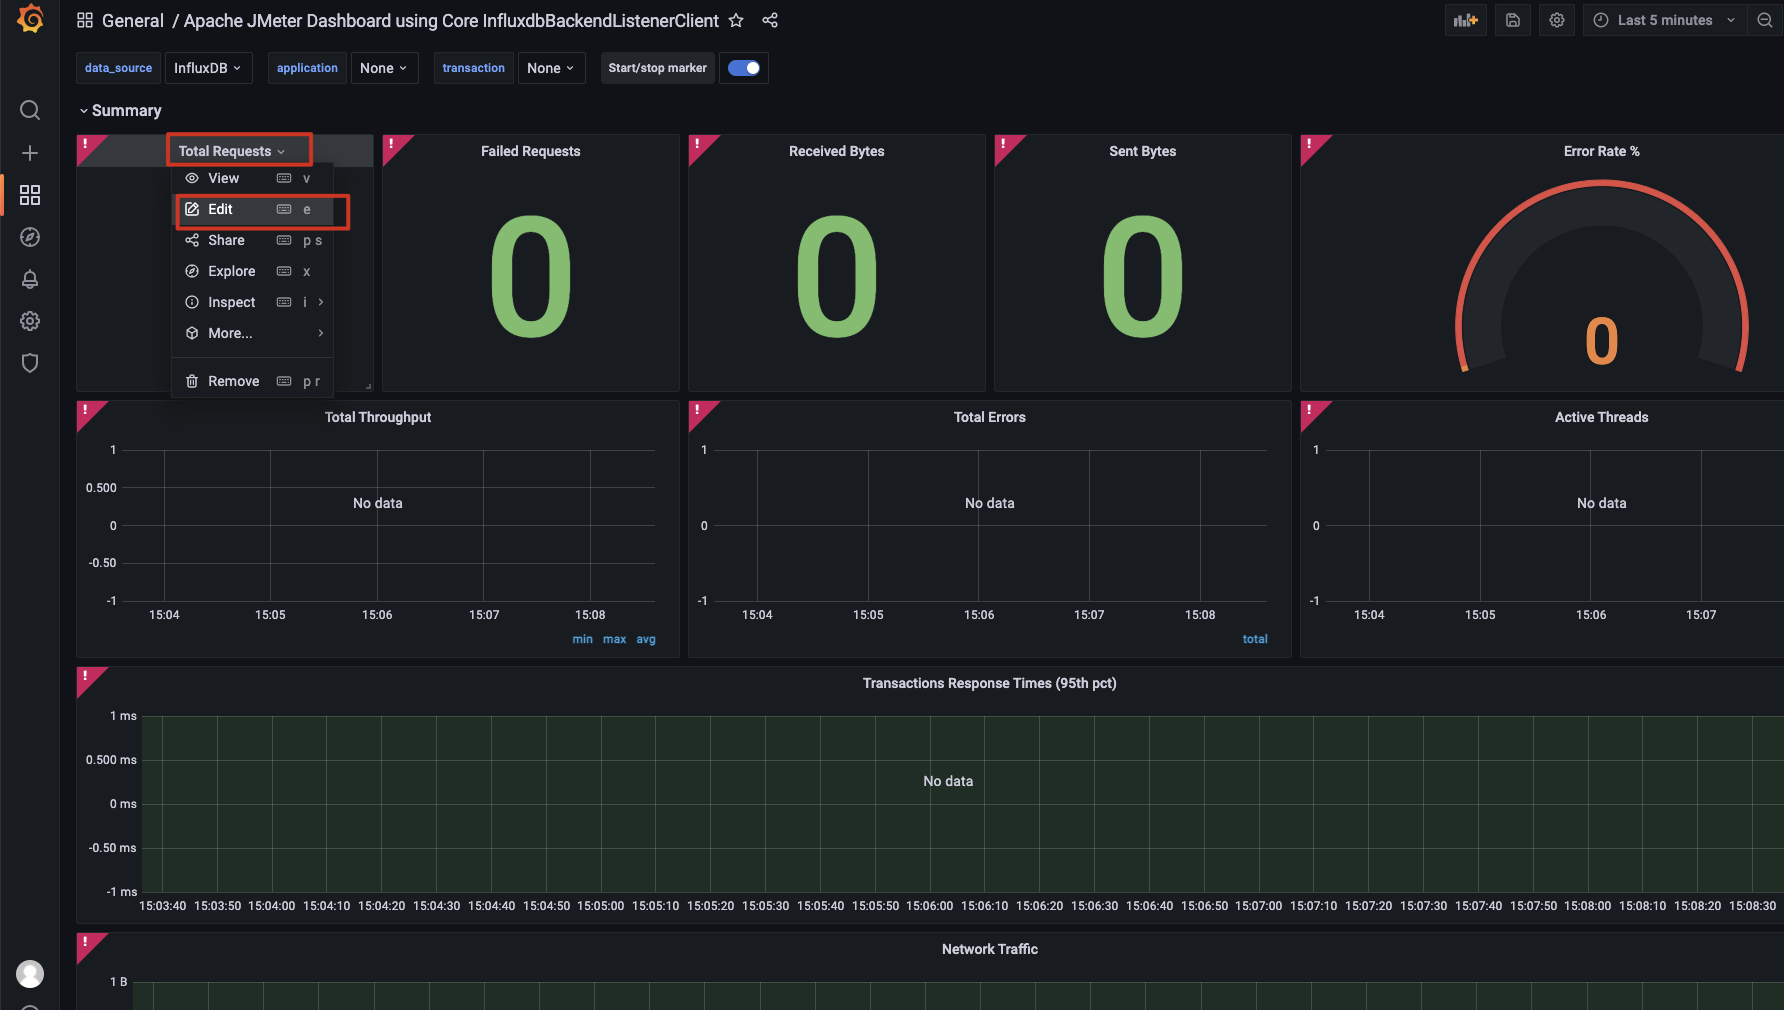 General / Apache JMeter Dashboard using Core InfluxdbBackendListenerClient
Last 5 minutes
data_source InfluxDB application None transaction None Start/stop marker
Summary
! Total Requests
View v
Edit e
Share p s
Explore x
Inspect i
More...
Remove p r
! Failed Requests
0
! Received Bytes
0
! Sent Bytes
0
! Error Rate %
0
! Total Throughput
1
0.500
0
-0.50
-1
No data
15:04 15:05 15:06 15:07 15:08
min max avg
! Total Errors
1
0
-1
No data
15:04 15:05 15:06 15:07 15:08
total
! Active Threads
1
0
-1
No data
15:04 15:05 15:06 15:07
! Transactions Response Times (95th pct)
1 ms
0.500 ms
0 ms
-0.50 ms
-1 ms
No data
15:03:40 15:03:50 15:04:00 15:04:10 15:04:20 15:04:30 15:04:40 15:04:50 15:05:00 15:05:10 15:05:20 15:05:30 15:05:40 15:05:50 15:06:00 15:06:10 15:06:20 15:06:30 15:06:40 15:06:50 15:07:00 15:07:10 15:07:20 15:07:30 15:07:40 15:07:50 15:08:00 15:08:10 15:08:20 15:08:30
! Network Traffic
1 B